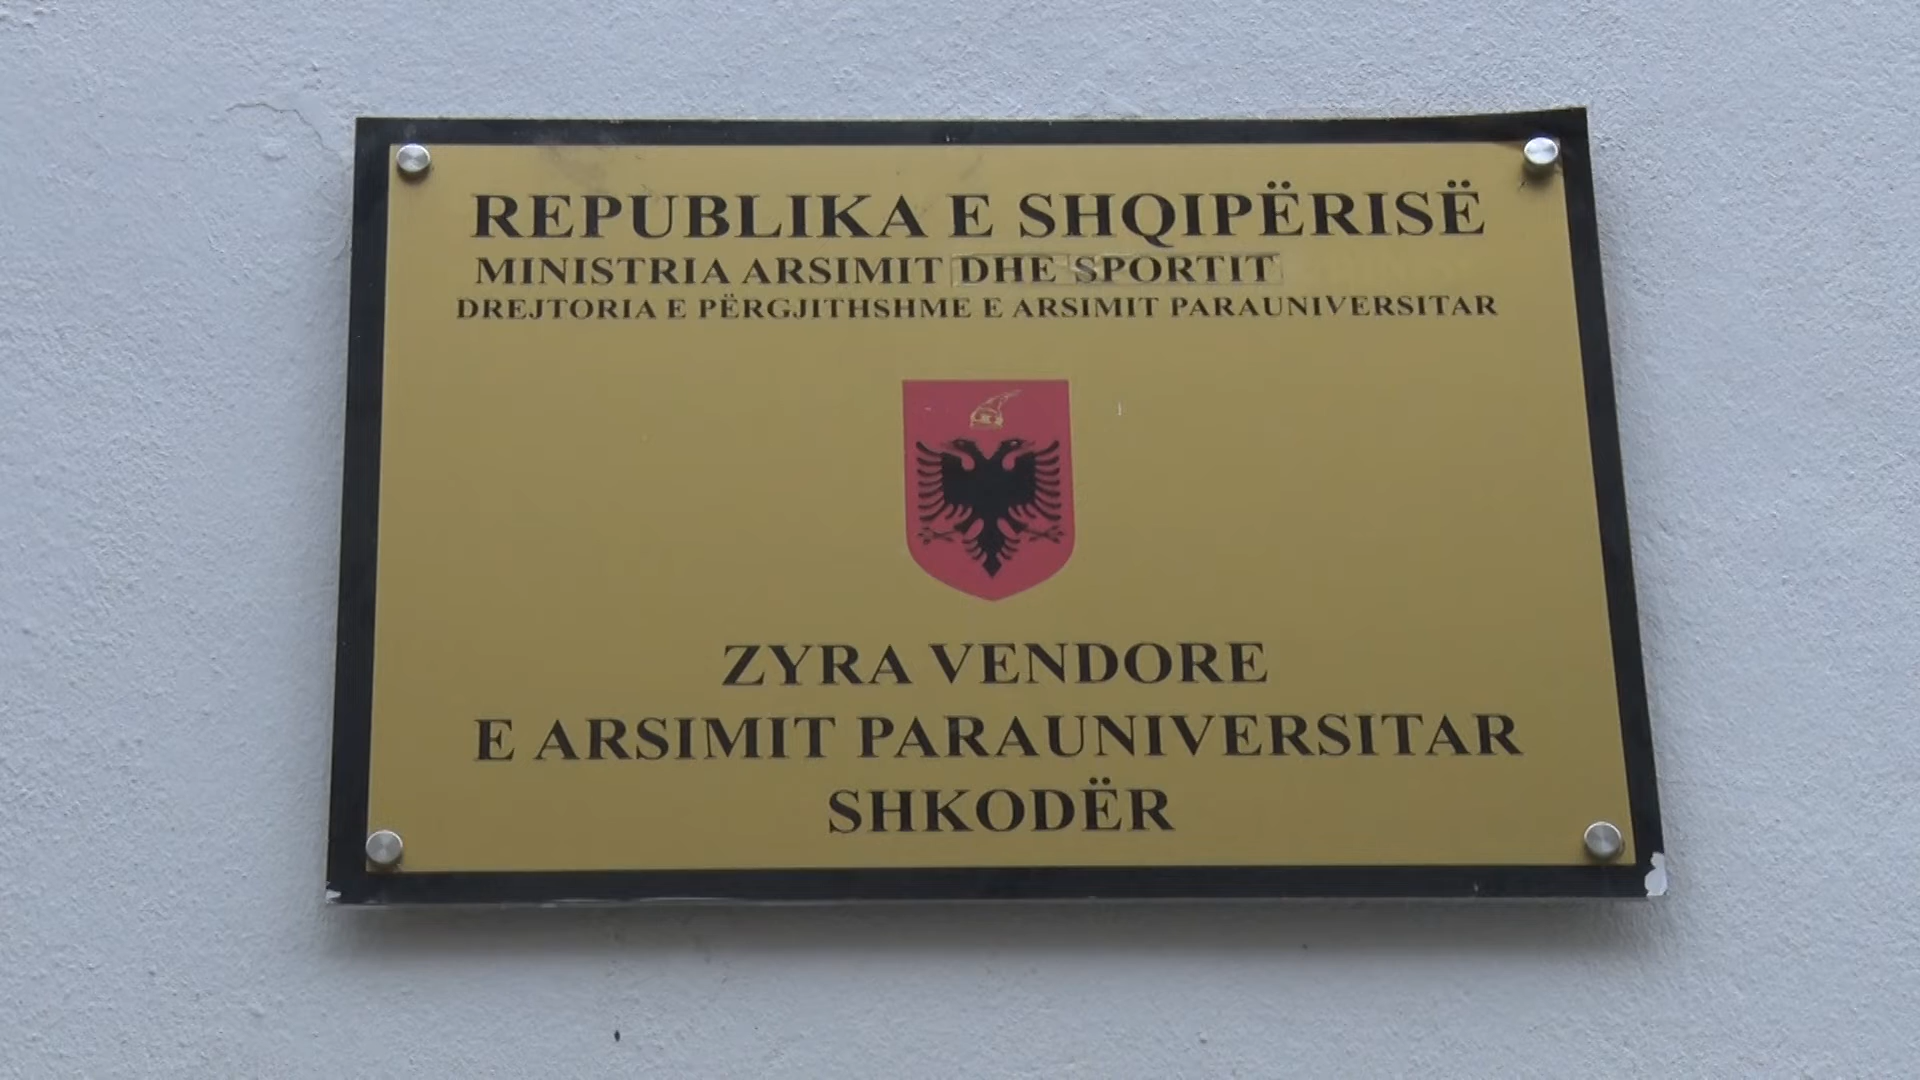 REPUBLIKA E SHQIPËRISË
MINISTRIA ARSIMIT DHE SPORTIT
DREJTORIA E PËRGJITHSHME E ARSIMIT PARAUNIVERSITAR
ZYRA VENDORE
E ARSIMIT PARAUNIVERSITAR
SHKODËR